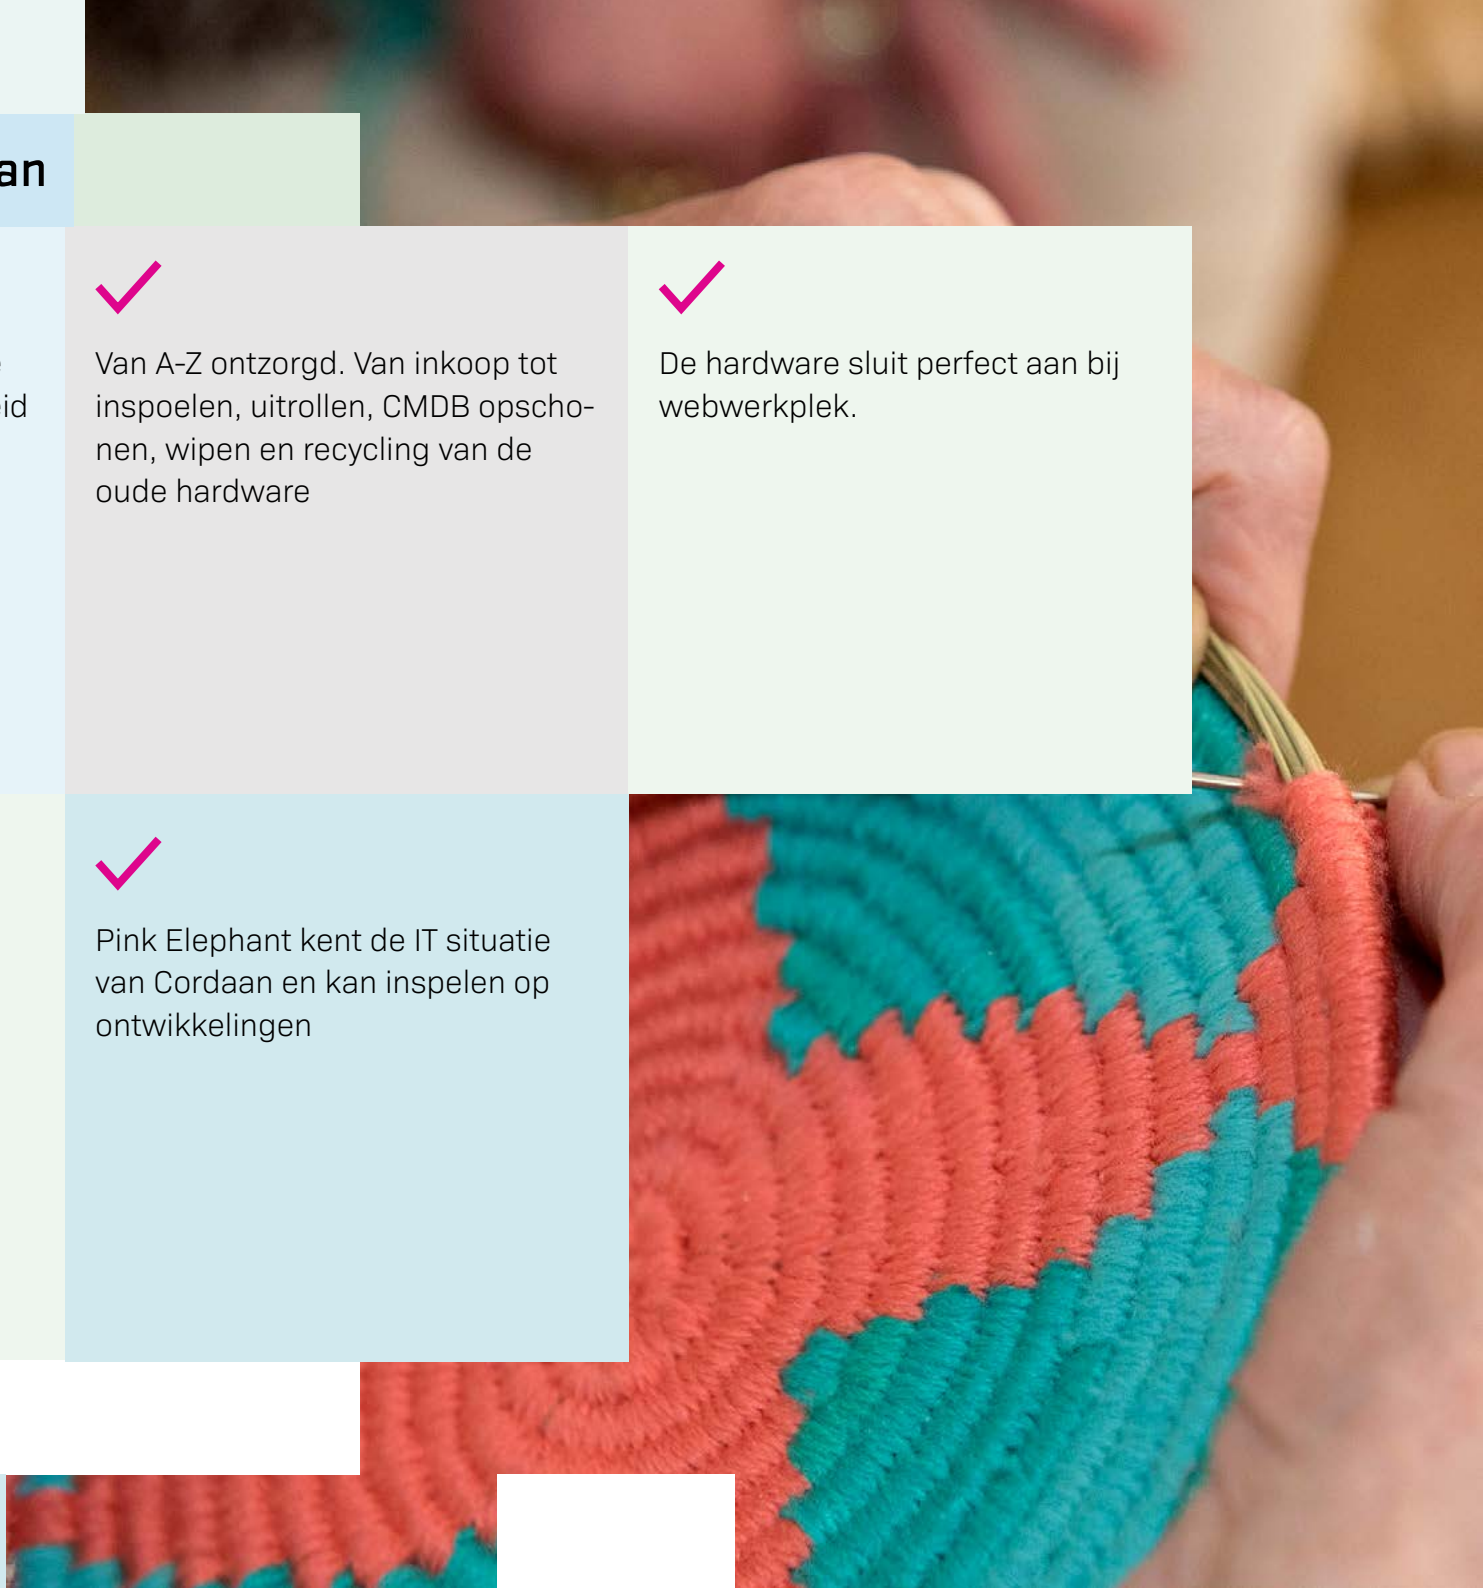 an
Van A-Z ontzorgd. Van inkoop tot
inspoelen, uitrollen, CMDB opscho-
nen, wipen en recycling van de
oude hardware
De hardware sluit perfect aan bij
webwerkplek.
Pink Elephant kent de IT situatie
van Cordaan en kan inspelen op
ontwikkelingen